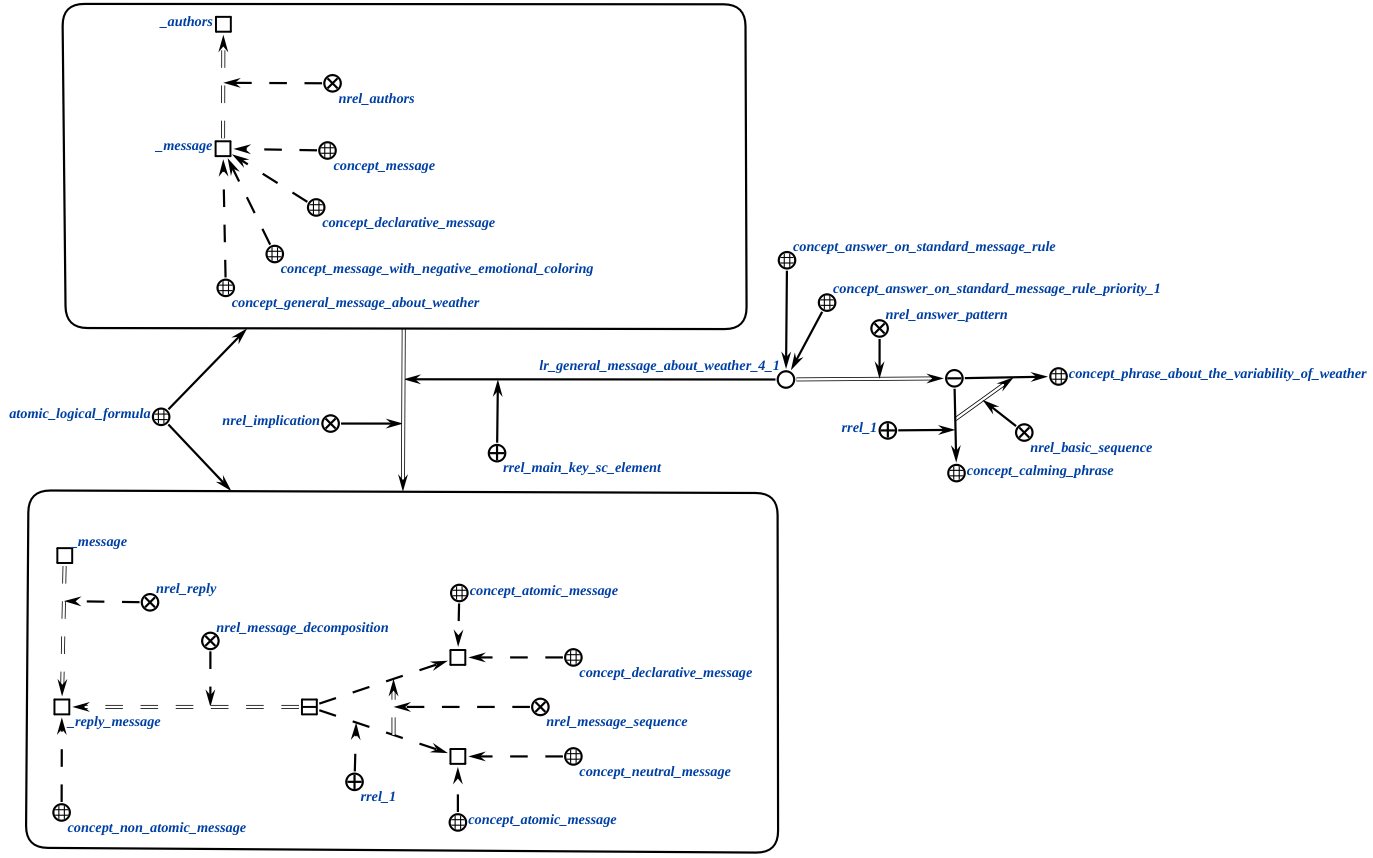 _authors
nrel_authors
_message
concept_message
concept_declarative_message
concept_message_with_negative_emotional_coloring
concept_general_message_about_weather
concept_answer_on_standard_message_rule
concept_answer_on_standard_message_rule_priority_1
nrel_answer_pattern
lr_general_message_about_weather_4_1
concept_phrase_about_the_variability_of_weather
atomic_logical_formula
nrel_implication
rrel_1
nrel_basic_sequence
rrel_main_key_sc_element
concept_calming_phrase
_message
nrel_reply
concept_atomic_message
nrel_message_decomposition
concept_declarative_message
_reply_message
nrel_message_sequence
concept_neutral_message
rrel_1
concept_non_atomic_message
concept_atomic_message